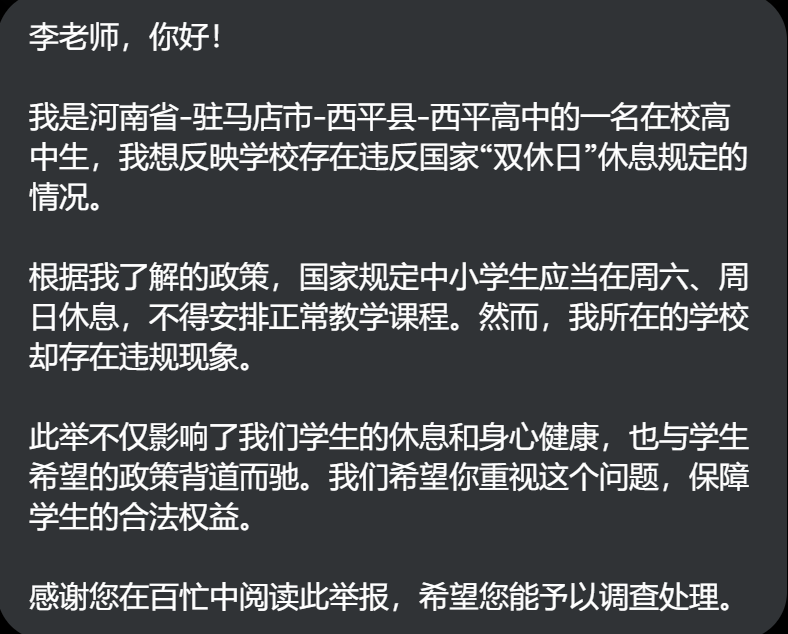 李老师，你好！
我是河南省-驻马店市-西平县-西平高中的一名在校高
中生，我想反映学校存在违反国家“双休日”休息规定的
情况。
根据我了解的政策，国家规定中小学生应当在周六、周
日休息，不得安排正常教学课程。然而，我所在的学校
却存在违规现象。
此举不仅影响了我们学生的休息和身心健康，也与学生
希望的政策背道而驰。我们希望你重视这个问题，保障
学生的合法权益。
感谢您在百忙中阅读此举报，希望您能予以调查处理。